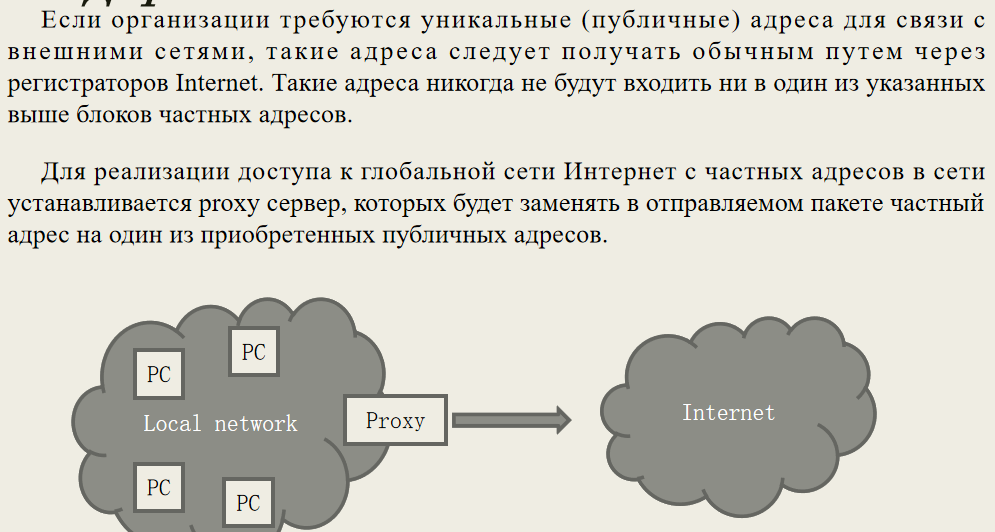 Если организации требуются уникальные (публичные) адреса для связи с
внешними сетями, такие адреса следует получать обычным путем через
регистраторов Internet. Такие адреса никогда не будут входить ни в один из указанных
выше блоков частных адресов.
Для реализации доступа к глобальной сети Интернет с частных адресов в сети
устанавливается proxy сервер, которых будет заменять в отправляемом пакете частный
адрес на один из приобретенных публичных адресов.
PC
PC
Local network
Proxy
Internet
PC
PC